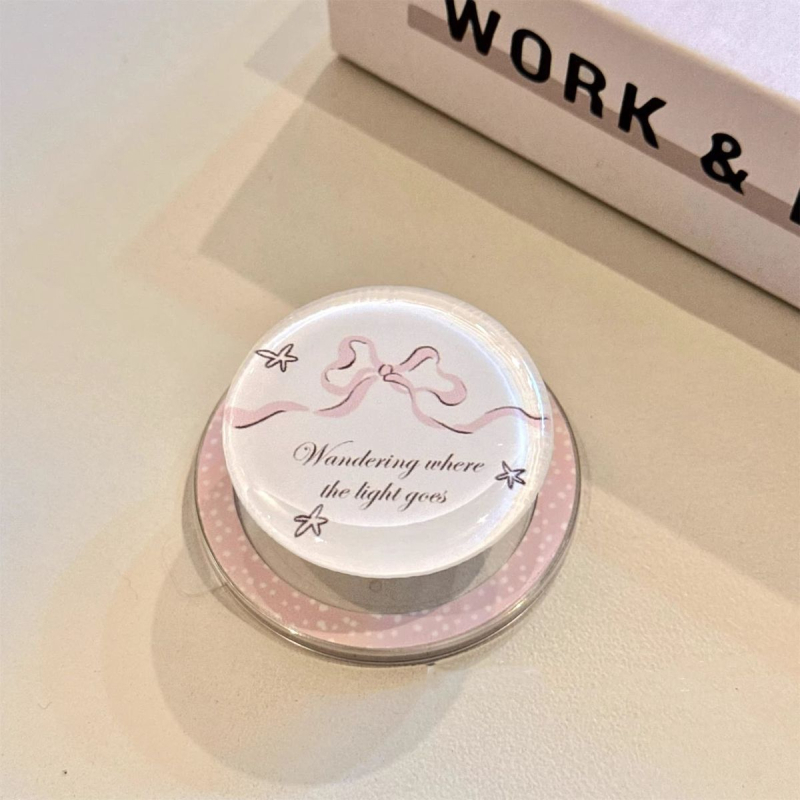 WORK &
Wandering where
the light goes